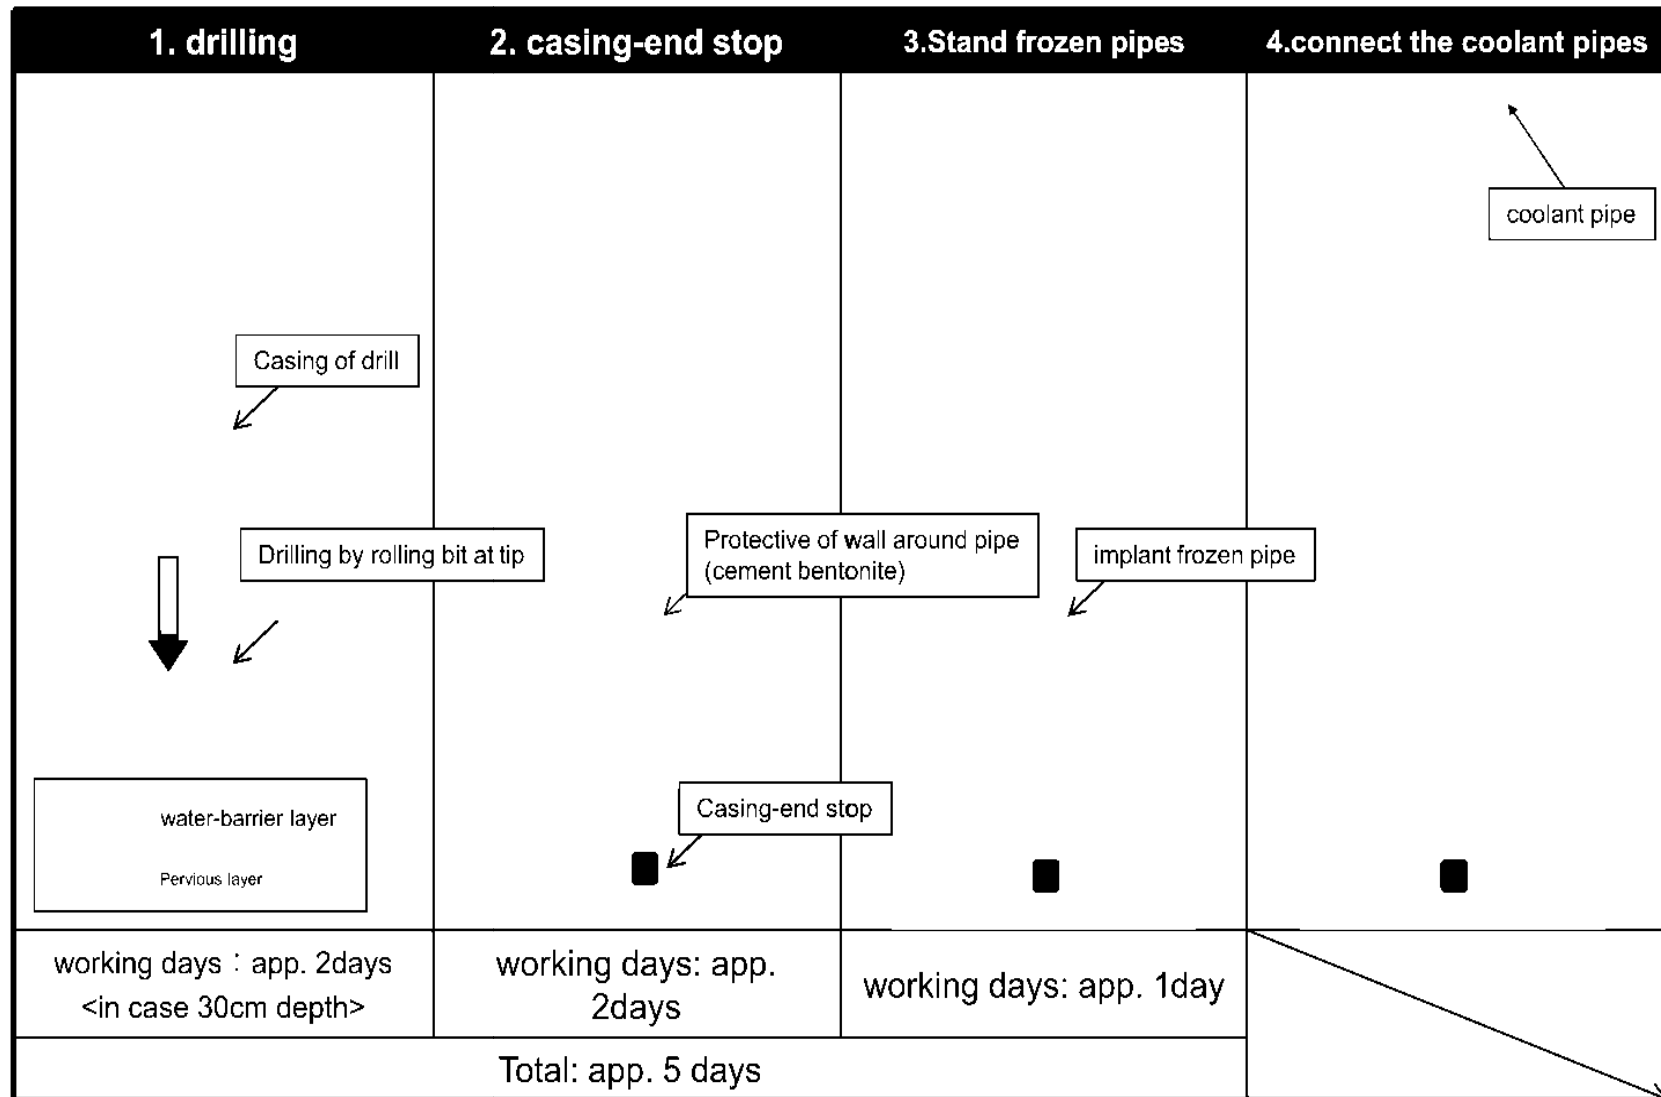 1. drilling
2. casing-end stop
3.Stand frozen pipes
4.connect the coolant pipes
coolant pipe
Casing of drill
Drilling by rolling bit at tip
Protective of wall around pipe
(cement bentonite)
implant frozen pipe
water-barrier layer
Pervious layer
Casing-end stop
working days：app. 2days
<in case 30cm depth>
working days: app.
2days
working days: app. 1day
Total: app. 5 days